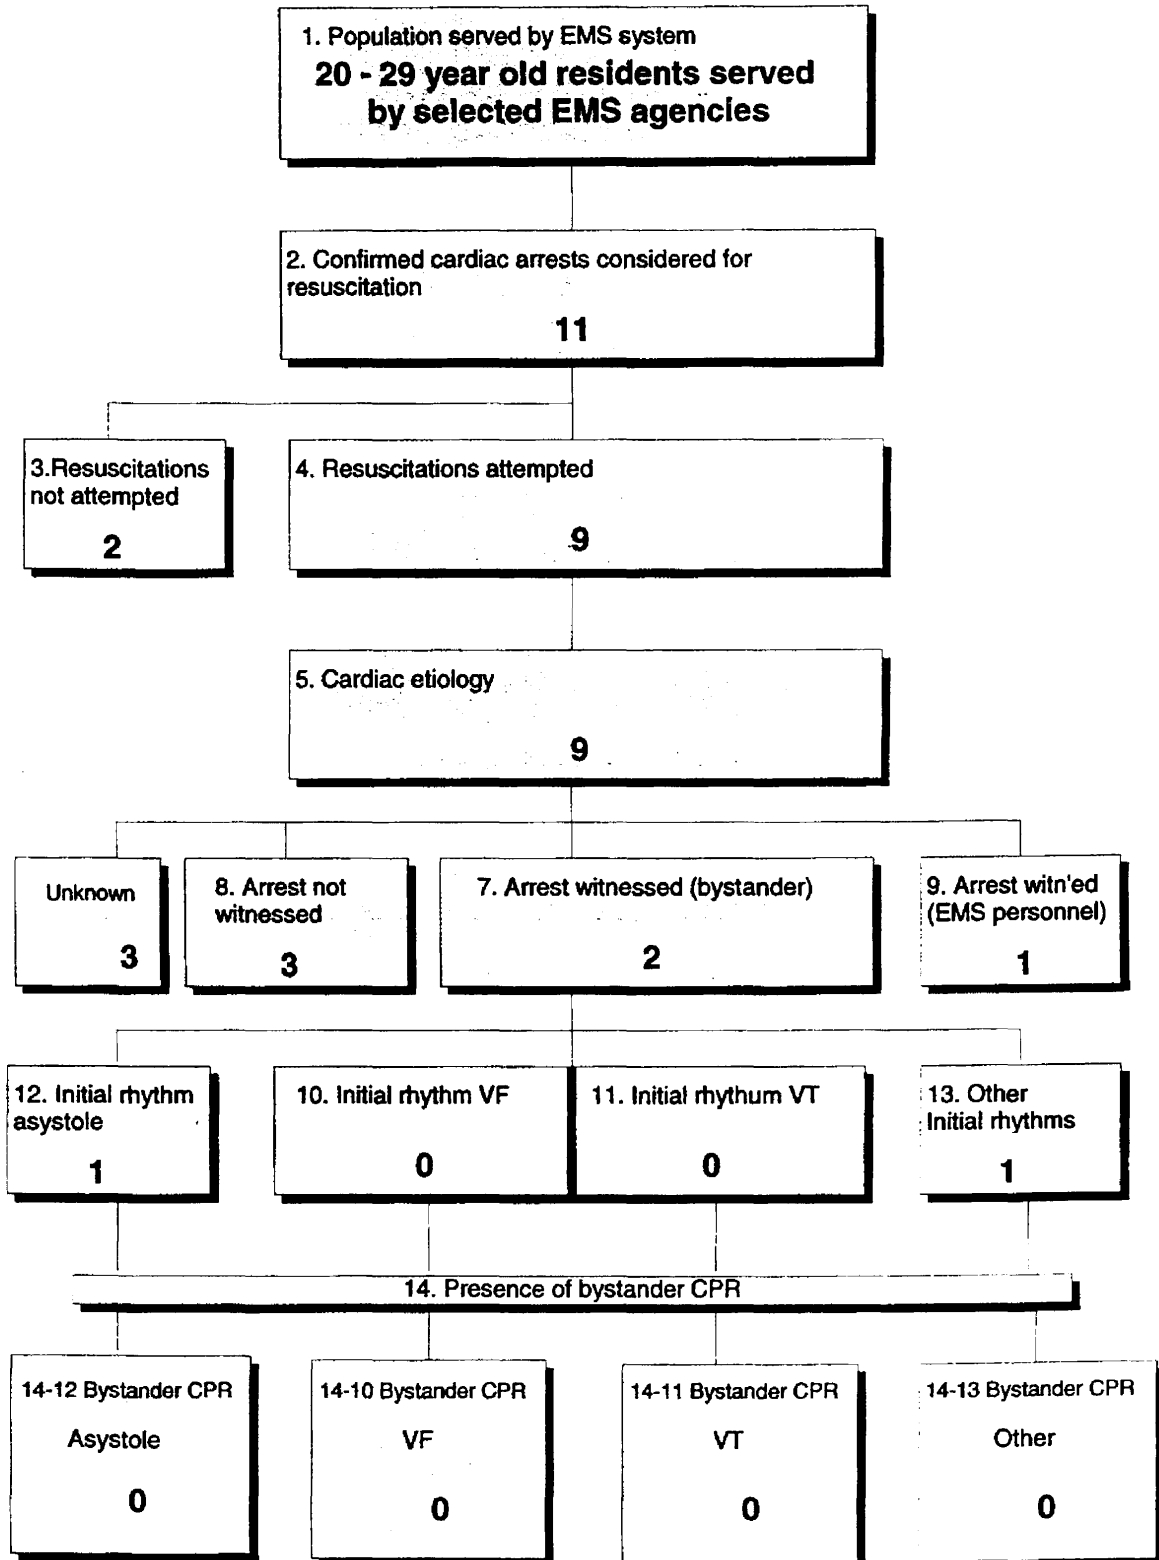 1. Population served by EMS system
20 - 29 year old residents served
by selected EMS agencies
2. Confirmed cardiac arrests considered for
resuscitation
11
3.Resuscitations
not attempted
2
4. Resuscitations attempted
9
5. Cardiac etiology
9
Unknown
3
8. Arrest not
witnessed
3
7. Arrest witnessed (bystander)
2
9. Arrest witn'ed
(EMS personnel)
1
12. Initial rhythm
asystole
1
10. Initial rhythm VF
0
11. Initial rhythum VT
0
13. Other
Initial rhythms
1
14. Presence of bystander CPR
14-12 Bystander CPR
Asystole
0
14-10 Bystander CPR
VF
0
14-11 Bystander CPR
VT
0
14-13 Bystander CPR
Other
0